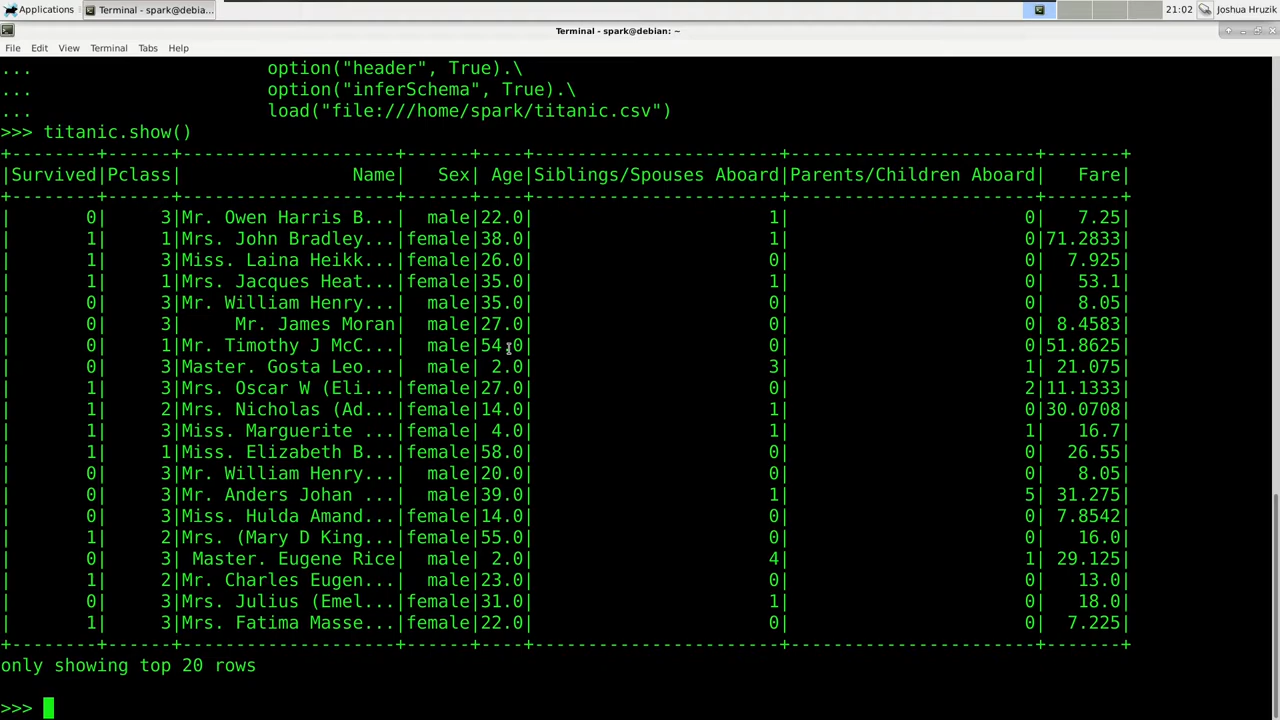 Applications Terminal - spark@debia... 21:02 Joshua Hruzik
Terminal - spark@debian: ~
File Edit View Terminal Tabs Help
...                      option("header", True).\
...                      option("inferSchema", True).\
...                      load("file:///home/spark/titanic.csv")
>>> titanic.show()
+--------+------+--------------------+------+----+-----------------------+-----------------------+-------+
|Survived|Pclass|                Name|   Sex| Age|Siblings/Spouses Aboard|Parents/Children Aboard|   Fare|
+--------+------+--------------------+------+----+-----------------------+-----------------------+-------+
|       0|     3|Mr. Owen Harris B...|  male|22.0|                      1|                      0|   7.25|
|       1|     1|Mrs. John Bradley...|female|38.0|                      1|                      0|71.2833|
|       1|     3|Miss. Laina Heikk...|female|26.0|                      0|                      0|  7.925|
|       1|     1|Mrs. Jacques Heat...|female|35.0|                      1|                      0|   53.1|
|       0|     3|Mr. William Henry...|  male|35.0|                      0|                      0|   8.05|
|       0|     3|     Mr. James Moran|  male|27.0|                      0|                      0| 8.4583|
|       0|     1|Mr. Timothy J McC...|  male|54.0|                      0|                      0|51.8625|
|       0|     3|Master. Gosta Leo...|  male| 2.0|                      3|                      1| 21.075|
|       1|     3|Mrs. Oscar W (Eli...|female|27.0|                      0|                      2|11.1333|
|       1|     2|Mrs. Nicholas (Ad...|female|14.0|                      1|                      0|30.0708|
|       1|     3|Miss. Marguerite ...|female| 4.0|                      1|                      1|   16.7|
|       1|     1|Miss. Elizabeth B...|female|58.0|                      0|                      0|  26.55|
|       0|     3|Mr. William Henry...|  male|20.0|                      0|                      0|   8.05|
|       0|     3|Mr. Anders Johan ...|  male|39.0|                      1|                      5| 31.275|
|       0|     3|Miss. Hulda Amand...|female|14.0|                      0|                      0| 7.8542|
|       1|     2|Mrs. (Mary D King...|female|55.0|                      0|                      0|   16.0|
|       0|     3| Master. Eugene Rice|  male| 2.0|                      4|                      1| 29.125|
|       1|     2|Mr. Charles Eugen...|  male|23.0|                      0|                      0|   13.0|
|       0|     3|Mrs. Julius (Emel...|female|31.0|                      1|                      0|   18.0|
|       1|     3|Mrs. Fatima Masse...|female|22.0|                      0|                      0|  7.225|
+--------+------+--------------------+------+----+-----------------------+-----------------------+-------+
only showing top 20 rows
>>>